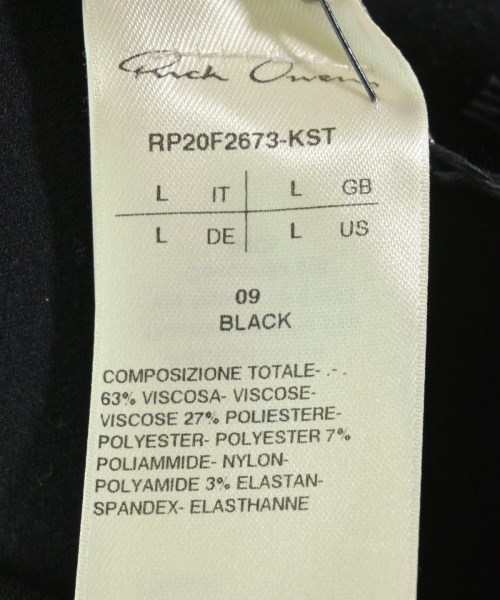 Rick Owens
RP20F2673-KST
L IT L GB
L DE L US
09
BLACK
COMPOSIZIONE TOTALE- .-.
63% VISCOSA- VISCOSE-
VISCOSE 27% POLIESTERE-
POLYESTER- POLYESTER 7%
POLIAMMIDE- NYLON-
POLYAMIDE 3% ELASTAN-
SPANDEX- ELASTHANNE